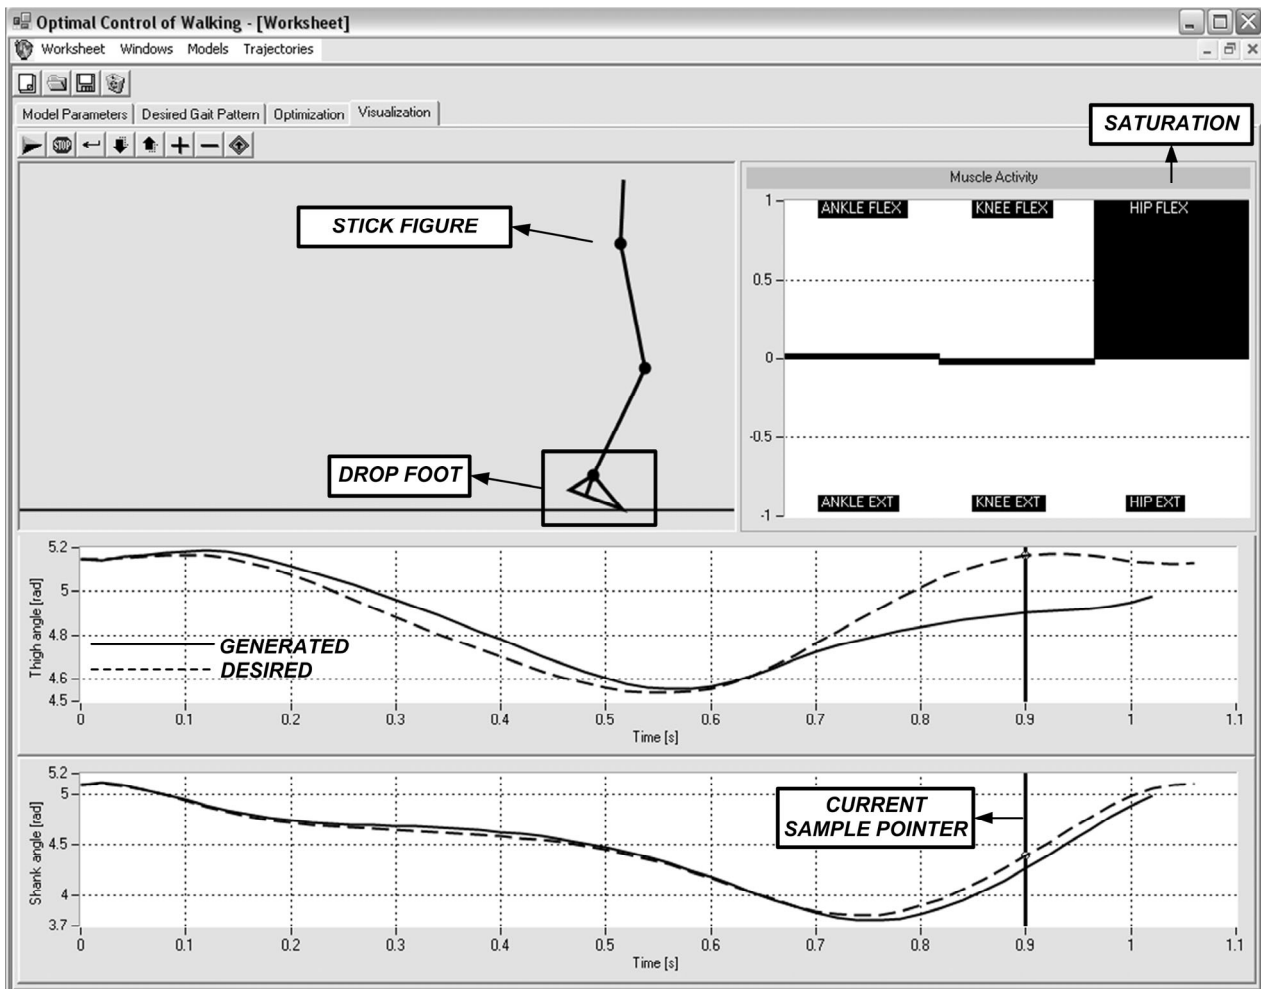 Optimal Control of Walking - [Worksheet]
Worksheet Windows Models Trajectories
Model Parameters Desired Gait Pattern Optimization Visualization
STOP
SATURATION
STICK FIGURE
DROP FOOT
Muscle Activity
ANKLE FLEX KNEE FLEX HIP FLEX
1
0.5
0
-0.5
-1
ANKLE EXT KNEE EXT HIP EXT
Thigh angle [rad]
5.2
5
4.8
4.6
4.5
GENERATED
DESIRED
0 0.1 0.2 0.3 0.4 0.5 0.6 0.7 0.8 0.9 1 1.1
Time [s]
Shank angle [rad]
5.2
5
4.5
4
3.7
CURRENT
SAMPLE POINTER
0 0.1 0.2 0.3 0.4 0.5 0.6 0.7 0.8 0.9 1 1.1
Time [s]